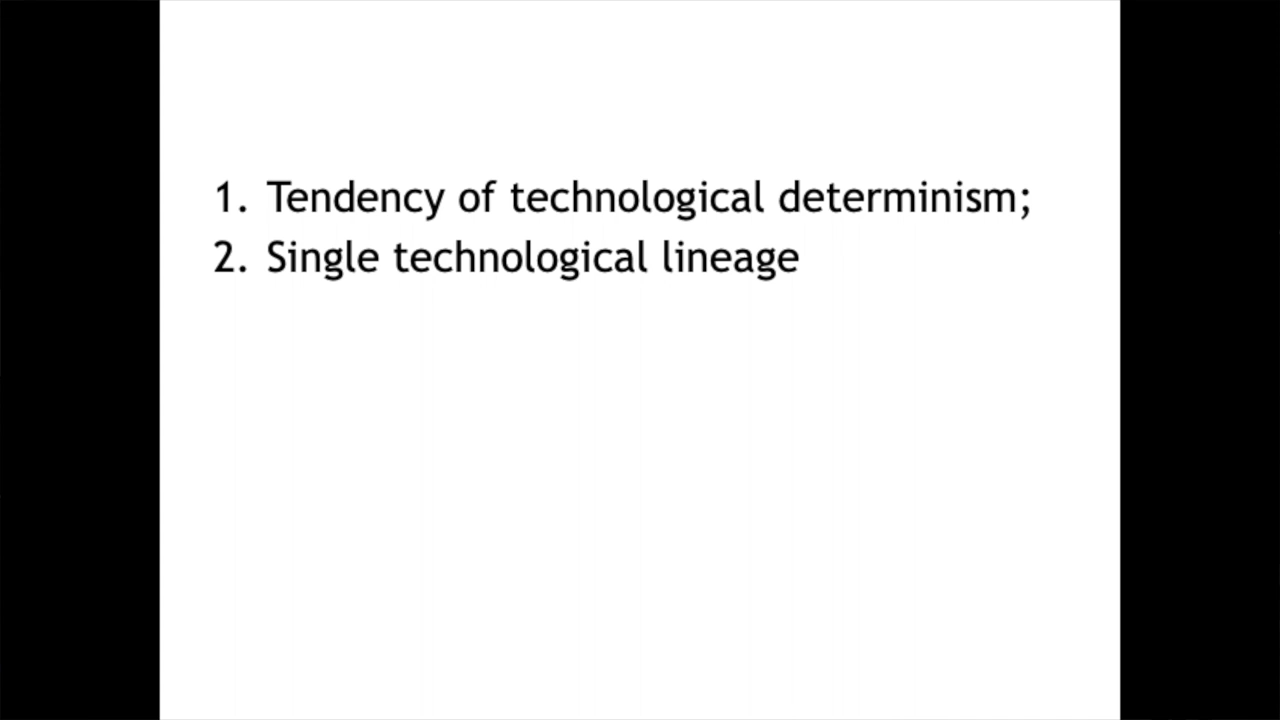 1. Tendency of technological determinism;
2. Single technological lineage